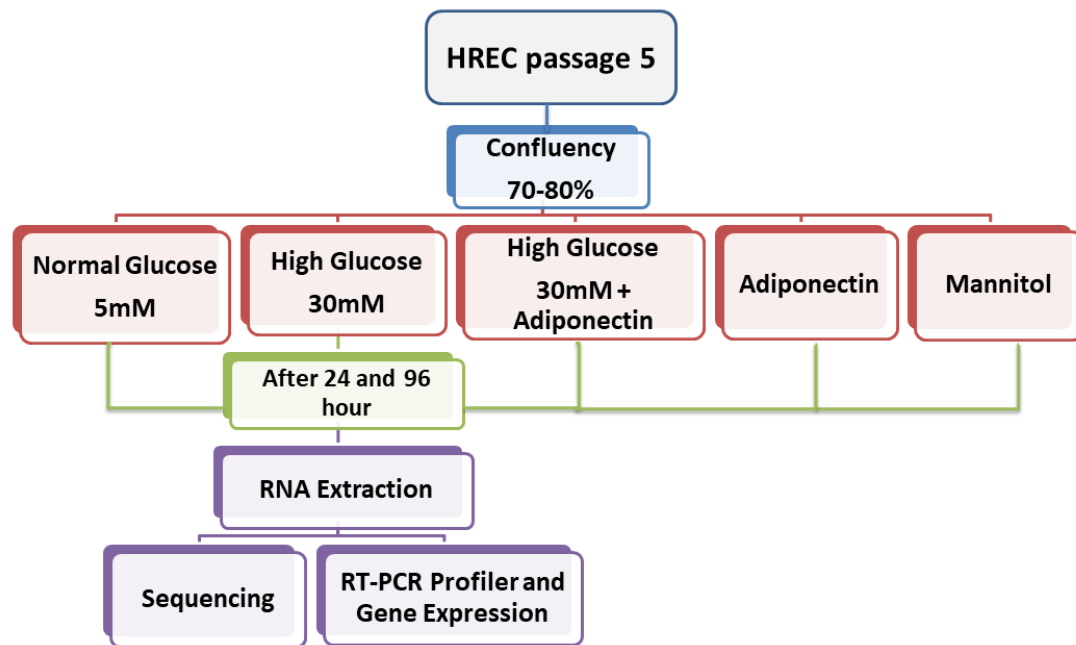 HREC passage 5
Confluency
70-80%
Normal Glucose
5mM
High Glucose
30mM
High Glucose
30mM +
Adiponectin
Adiponectin
Mannitol
After 24 and 96
hour
RNA Extraction
Sequencing
RT-PCR Profiler and
Gene Expression